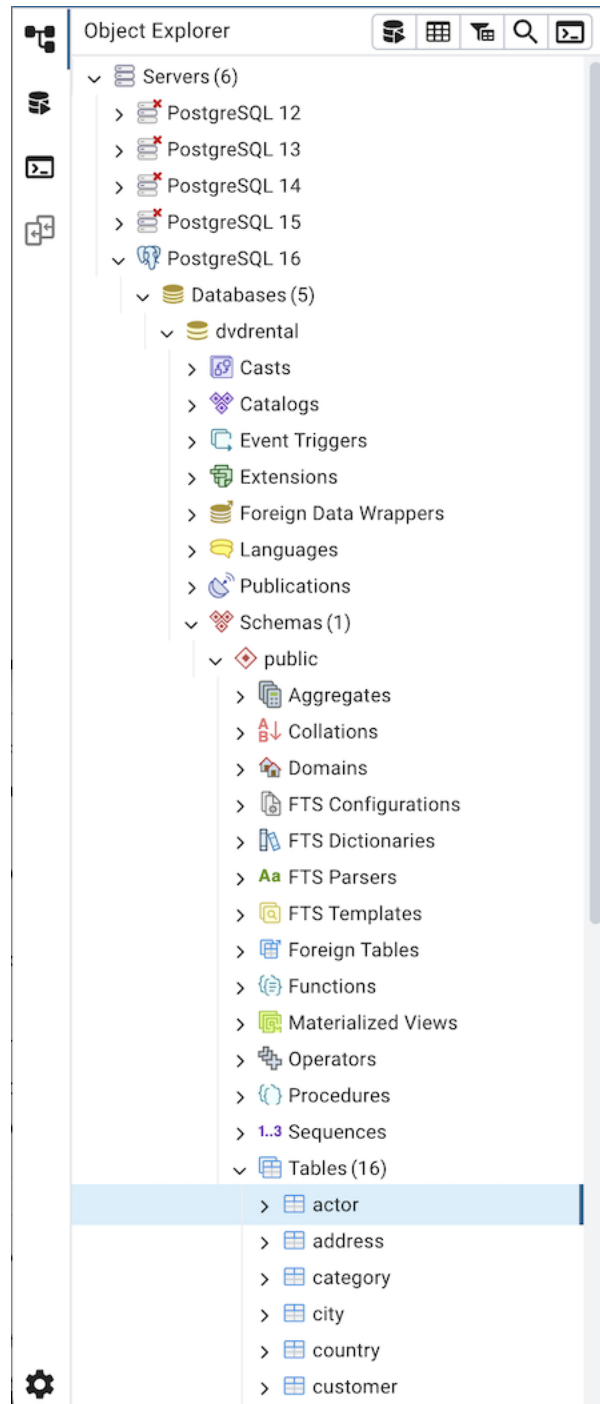 Object Explorer
Servers (6)
PostgreSQL 12
PostgreSQL 13
PostgreSQL 14
PostgreSQL 15
PostgreSQL 16
Databases (5)
dvdrental
Casts
Catalogs
Event Triggers
Extensions
Foreign Data Wrappers
Languages
Publications
Schemas (1)
public
Aggregates
Collations
Domains
FTS Configurations
FTS Dictionaries
Aa FTS Parsers
FTS Templates
Foreign Tables
Functions
Materialized Views
Operators
Procedures
1..3 Sequences
Tables (16)
actor
address
category
city
country
customer